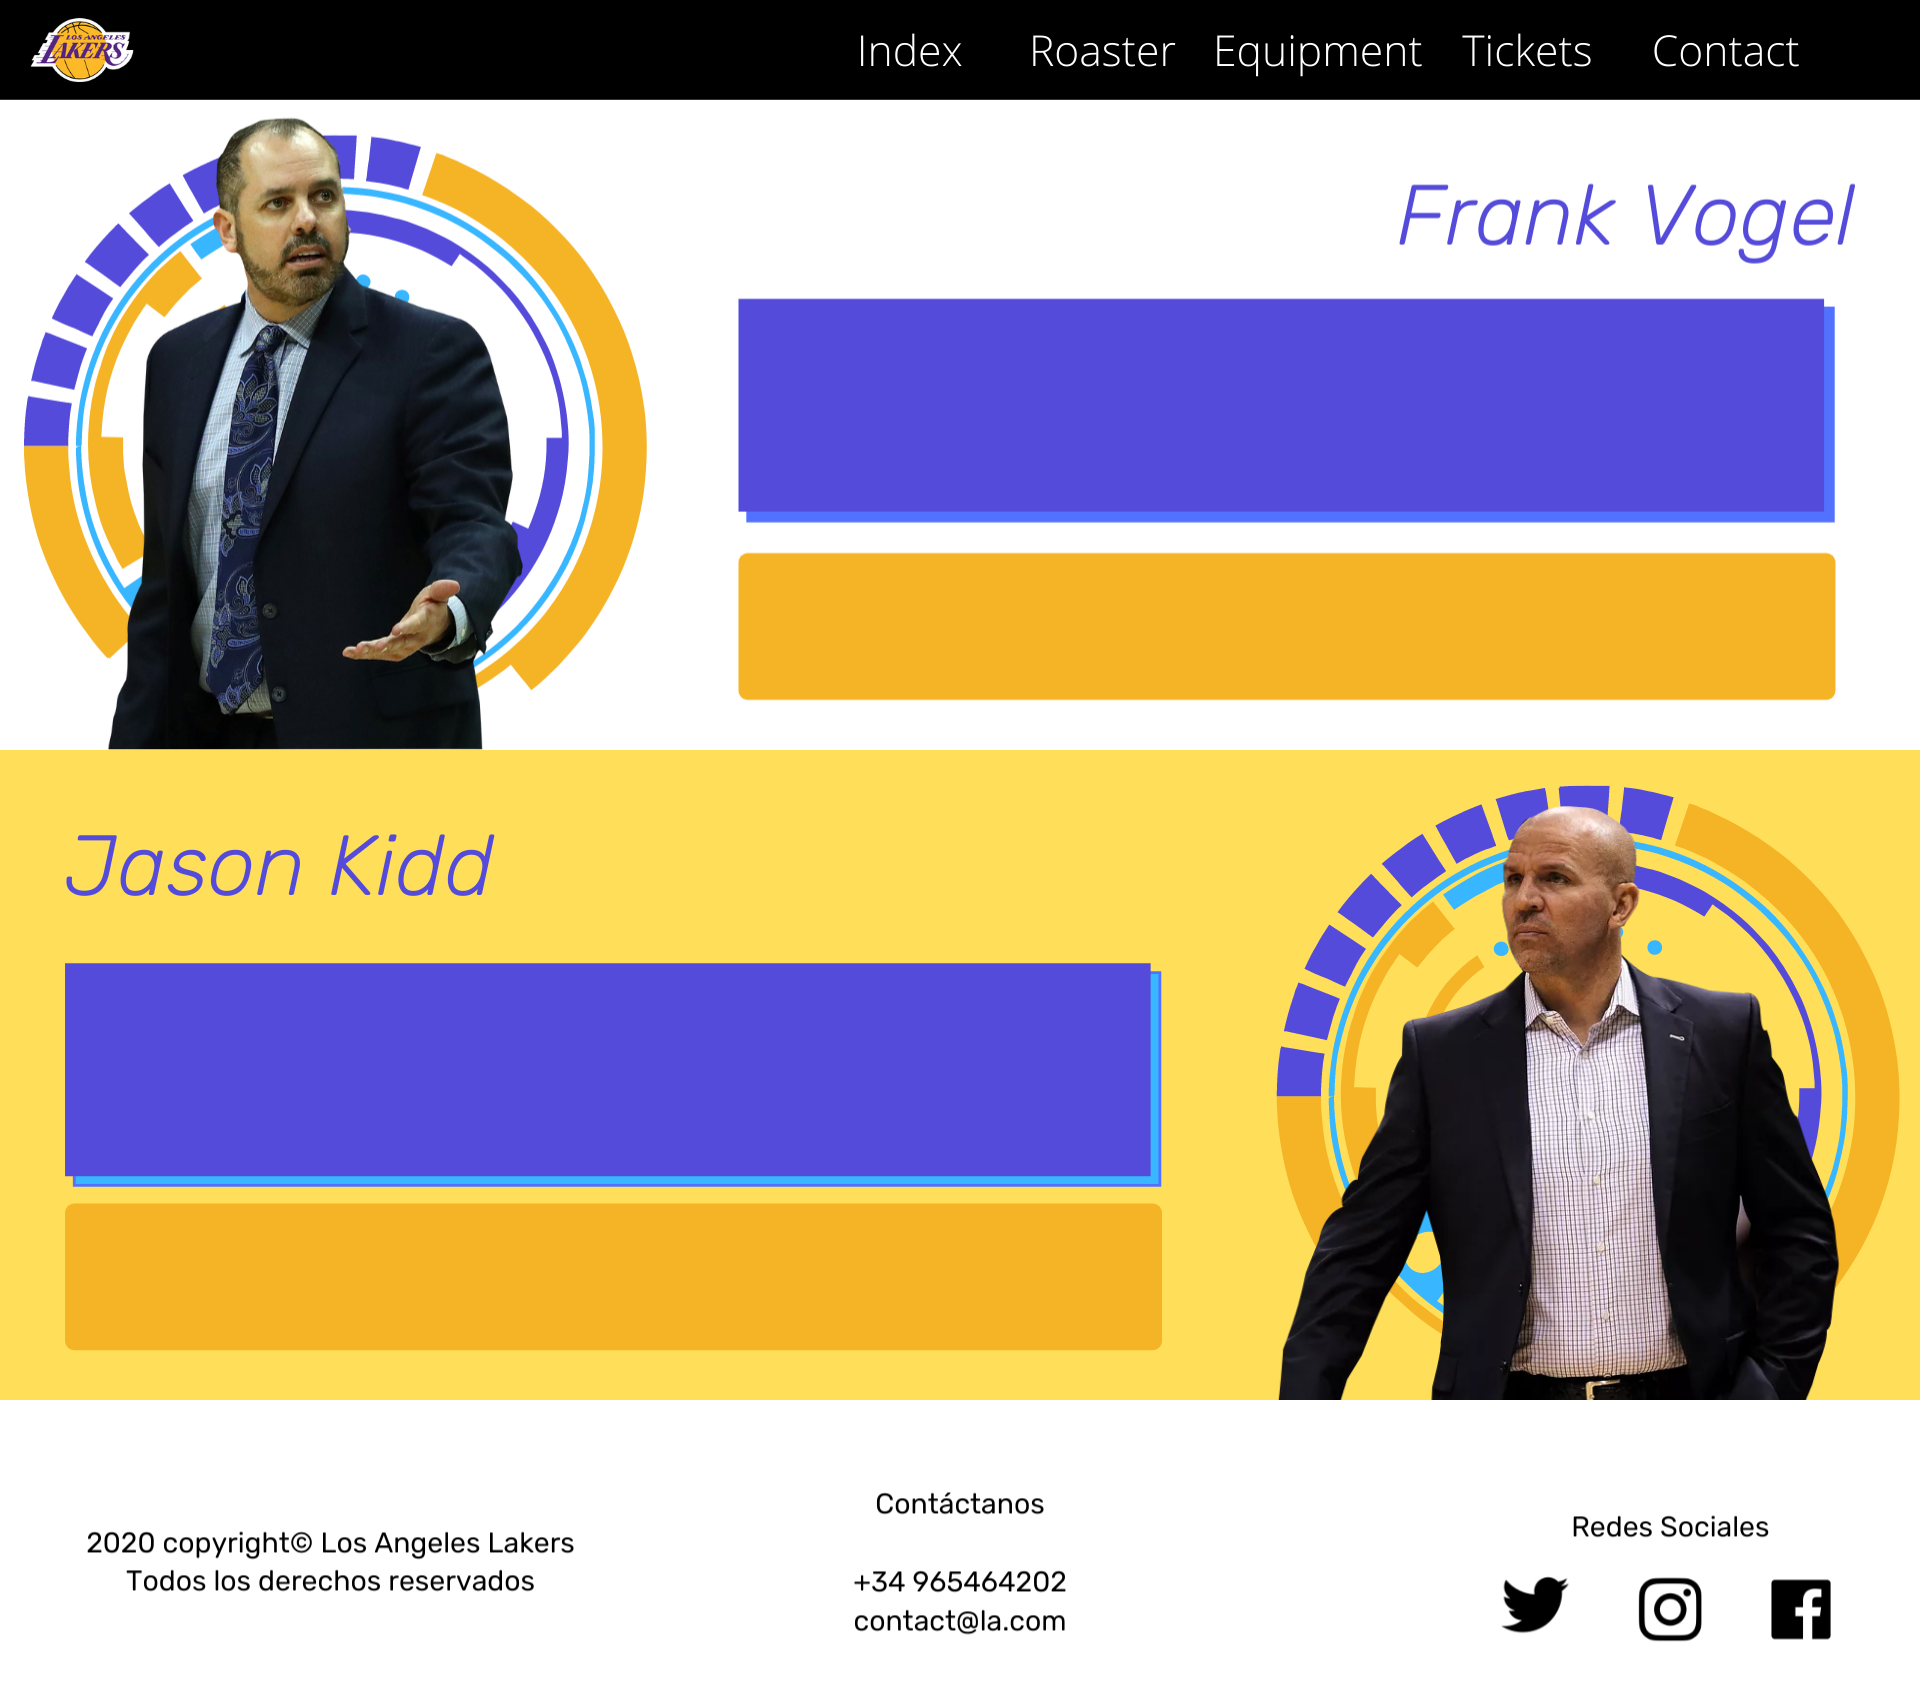 LOS ANGELES
LAKERS
Index Roaster Equipment Tickets Contact
Frank Vogel
Jason Kidd
2020 copyright© Los Angeles Lakers
Todos los derechos reservados
Contáctanos
+34 965464202
contact@la.com
Redes Sociales